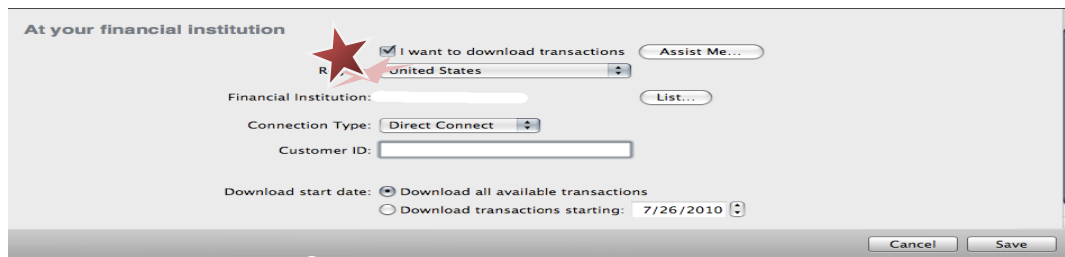 At your financial institution
I want to download transactions Assist Me...
United States
Financial Institution: List...
Connection Type: Direct Connect
Customer ID:
Download start date: Download all available transactions
Download transactions starting: 7/26/2010
Cancel Save